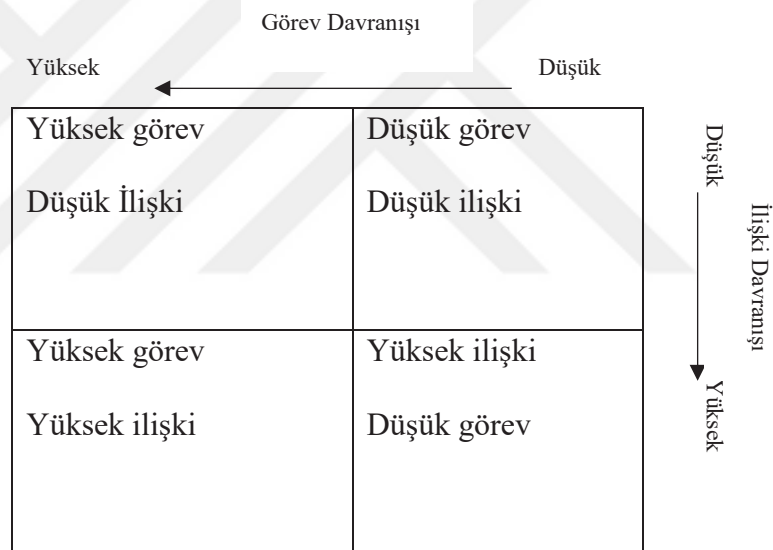 Görev Davranışı
Yüksek Düşük
Yüksek görev Düşük görev
Düşük İlişki Düşük ilişki
Yüksek görev Yüksek ilişki
Yüksek ilişki Düşük görev
Düşük
İlişki Davranışı
Yüksek